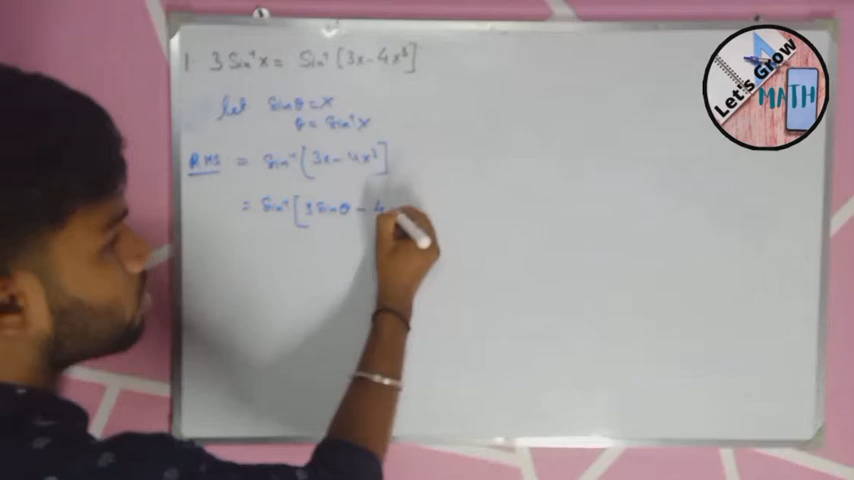 1 3 Sin⁻¹x = Sin⁻¹ [3x-4x³]
let Sinθ = x
θ = Sin⁻¹x
RHS = Sin⁻¹[3x-4x³]
= Sin⁻¹[3Sinθ - 4
Let's Grow
MATH